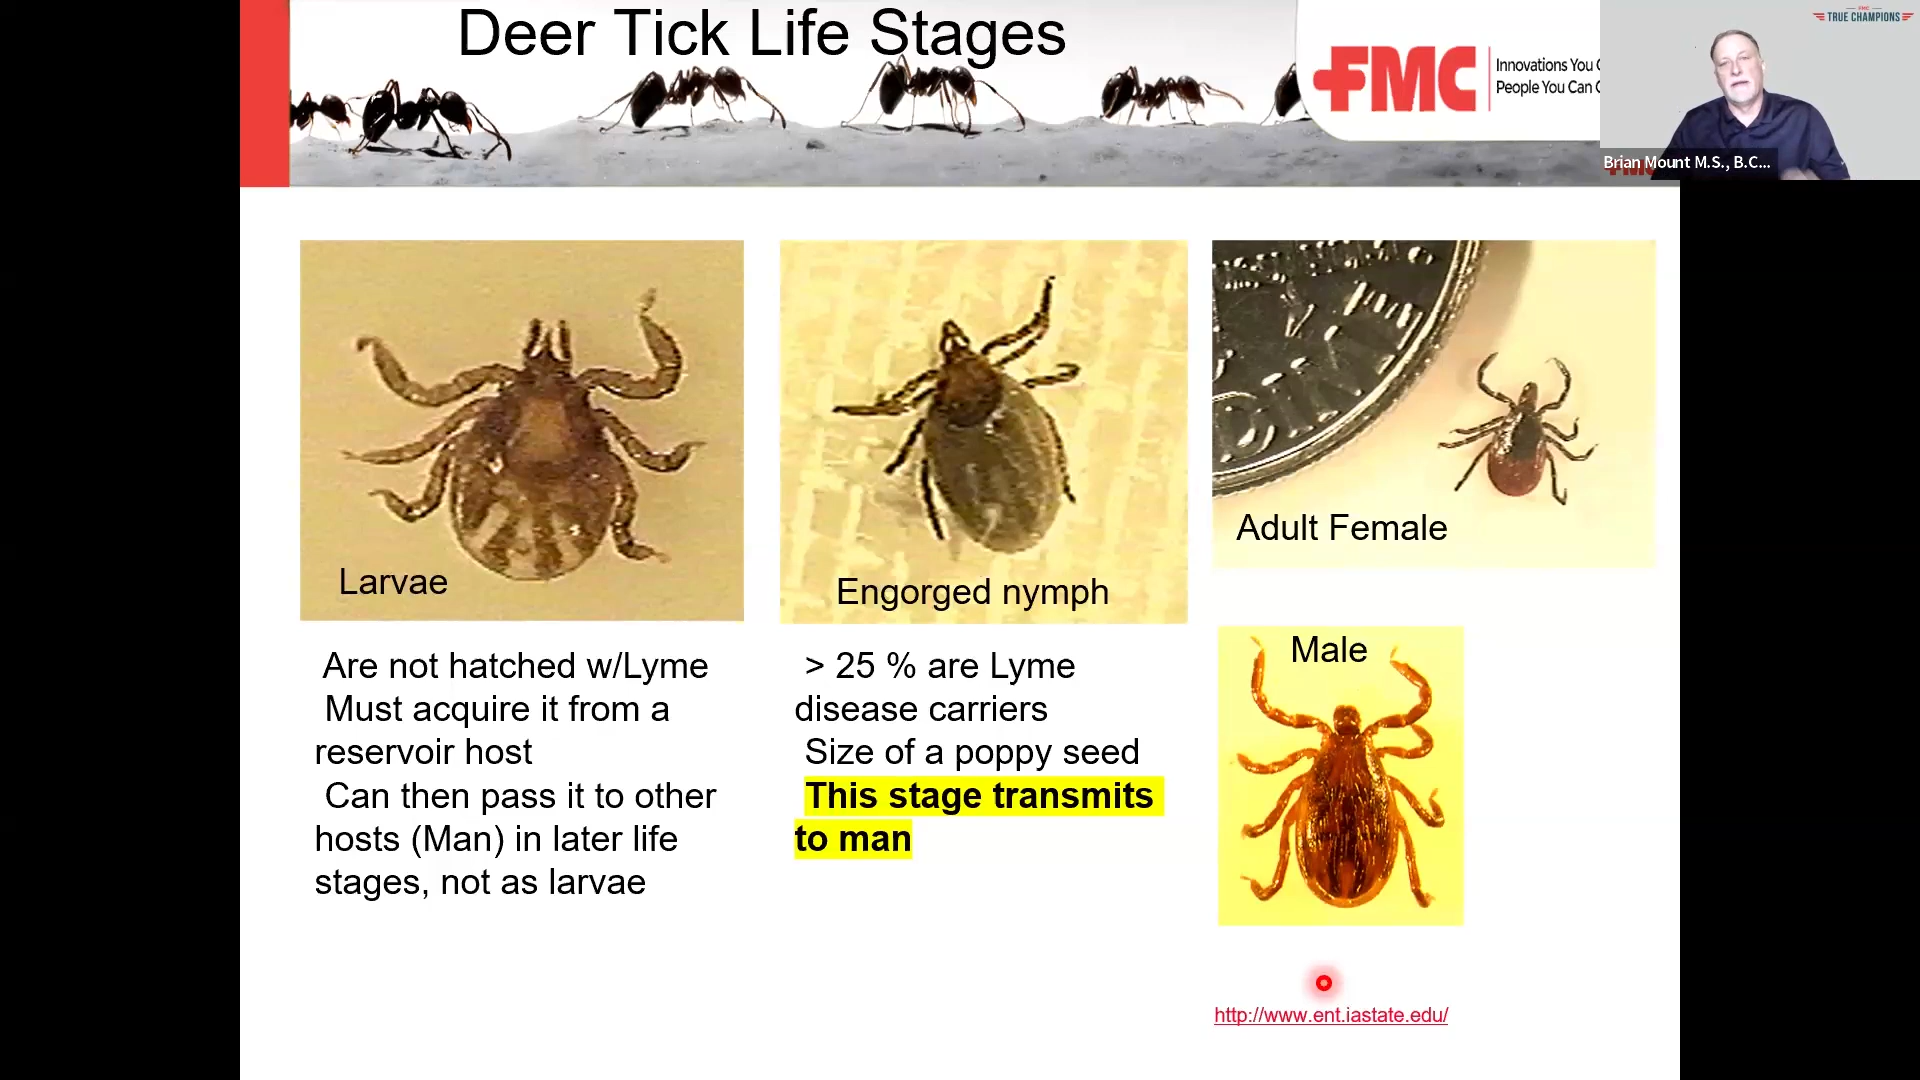 Deer Tick Life Stages
FMC
Innovations You
People You Can
FMC
TRUE CHAMPIONS
Brian Mount M.S., B.C...
Larvae
Engorged nymph
Adult Female
Male
Are not hatched w/Lyme
Must acquire it from a
reservoir host
Can then pass it to other
hosts (Man) in later life
stages, not as larvae
> 25 % are Lyme
disease carriers
Size of a poppy seed
This stage transmits
to man
http://www.ent.iastate.edu/